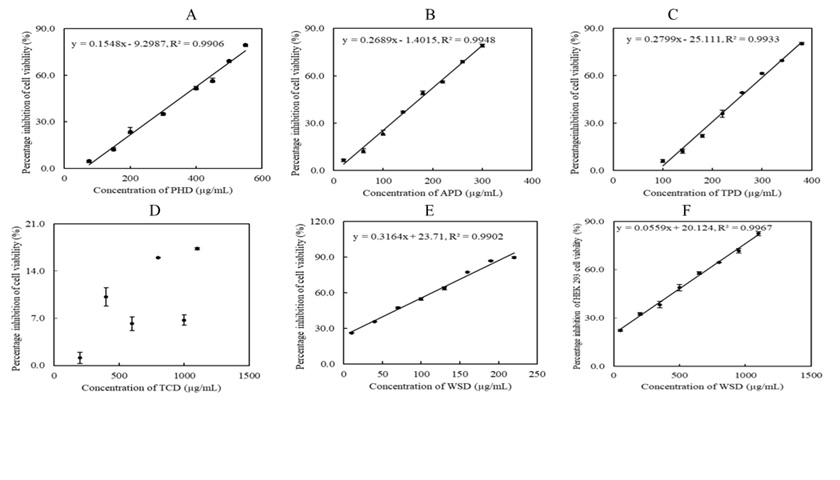 A
Percentage inhibition of cell viability (%)
90.0
60.0
30.0
0.0
y = 0.1548x - 9.2987, R² = 0.9906
0 200 400 600
Concentration of PHD (µg/mL)
B
Percentage inhibition of cell viability (%)
90.0
60.0
30.0
0.0
y = 0.2689x - 1.4015, R² = 0.9948
0 100 200 300 400
Concentration of APD (µg/mL)
C
Percentage inhibition of cell viability (%)
90.0
60.0
30.0
0.0
y = 0.2799x - 25.111, R² = 0.9933
0 100 200 300 400
Concentration of TPD (µg/mL)
D
Percentage inhibition of cell viability (%)
21.0
14.0
7.0
0.0
0 500 1000 1500
Concentration of TCD (µg/mL)
E
Percentage inhibition of cell viability (%)
120.0
90.0
60.0
30.0
0.0
y = 0.3164x + 23.71, R² = 0.9902
0 50 100 150 200 250
Concentration of WSD (µg/mL)
F
Percentage inhibition of HEK 293 cell viability (%)
90.0
60.0
30.0
0.0
y = 0.0559x + 20.124, R² = 0.9967
0 500 1000 1500
Concentration of WSD (µg/mL)